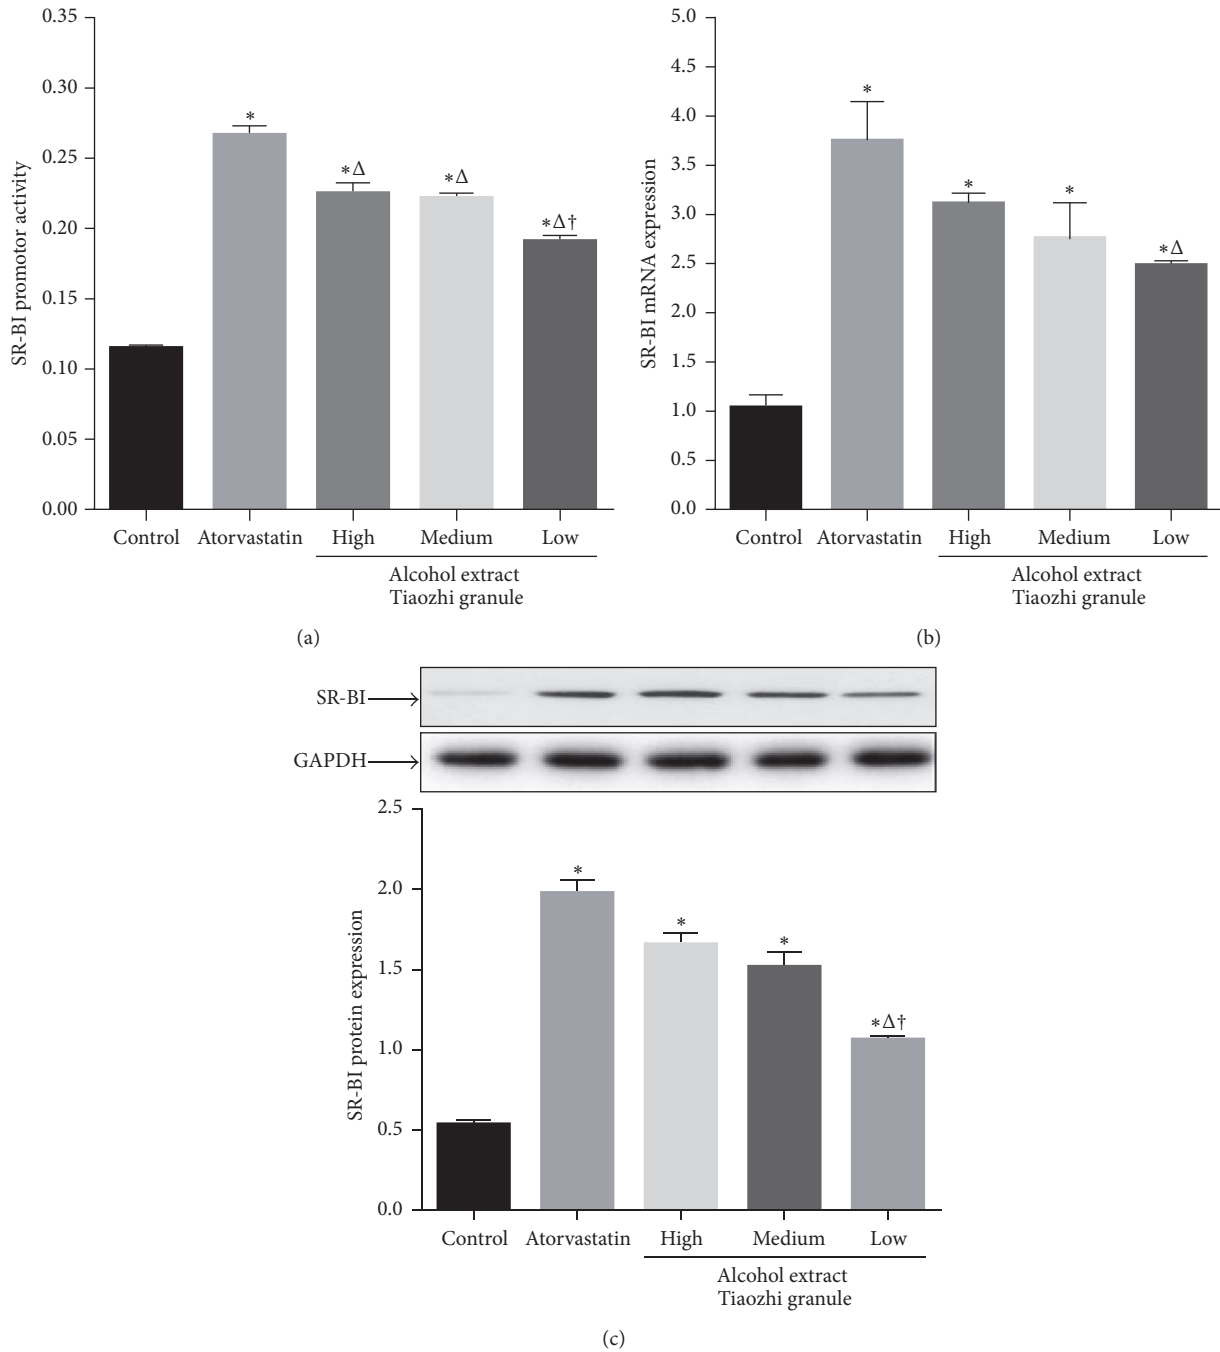 0.35
0.30
0.25
0.20
0.15
0.10
0.05
0.00
SR-BI promotor activity
*
*Δ
*Δ
*Δ†
Control Atorvastatin High Medium Low
Alcohol extract
Tiaozhi granule
(a)
5.0
4.5
4.0
3.5
3.0
2.5
2.0
1.5
1.0
0.5
0.0
SR-BI mRNA expression
*
*
*
*Δ
Control Atorvastatin High Medium Low
Alcohol extract
Tiaozhi granule
(b)
SR-BI
GAPDH
2.5
2.0
1.5
1.0
0.5
0.0
SR-BI protein expression
*
*
*
*Δ†
Control Atorvastatin High Medium Low
Alcohol extract
Tiaozhi granule
(c)